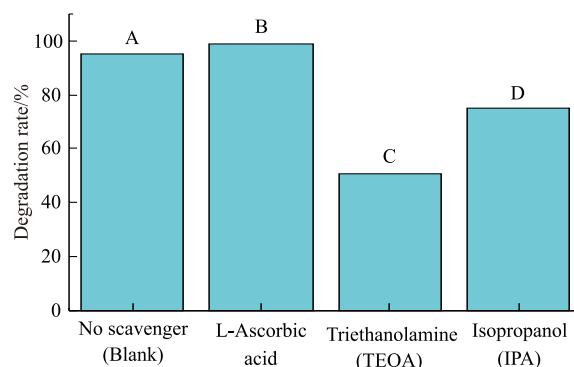 Degradation rate/%
100
80
60
40
20
0
A
B
C
D
No scavenger
(Blank)
L-Ascorbic
acid
Triethanolamine
(TEOA)
Isopropanol
(IPA)